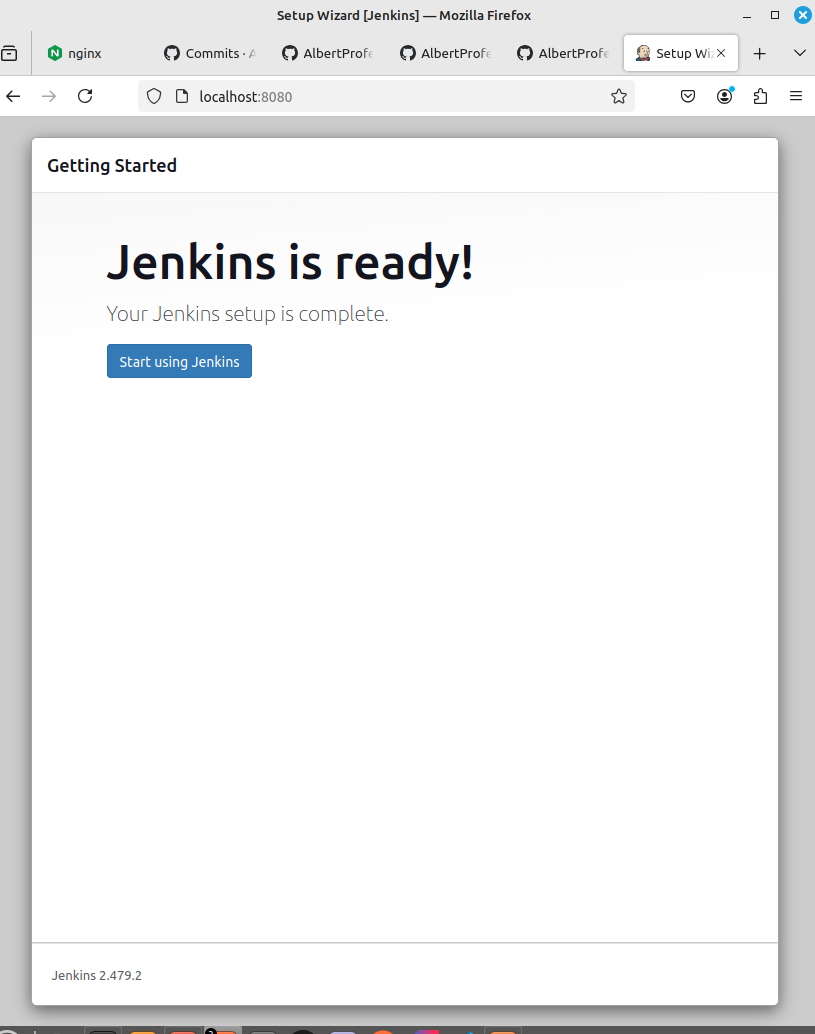 Setup Wizard [Jenkins] — Mozilla Firefox
nginx
Commits · A
AlbertProfe
AlbertProfe
AlbertProfe
Setup Wiz
localhost:8080
Getting Started
Jenkins is ready!
Your Jenkins setup is complete.
Start using Jenkins
Jenkins 2.479.2